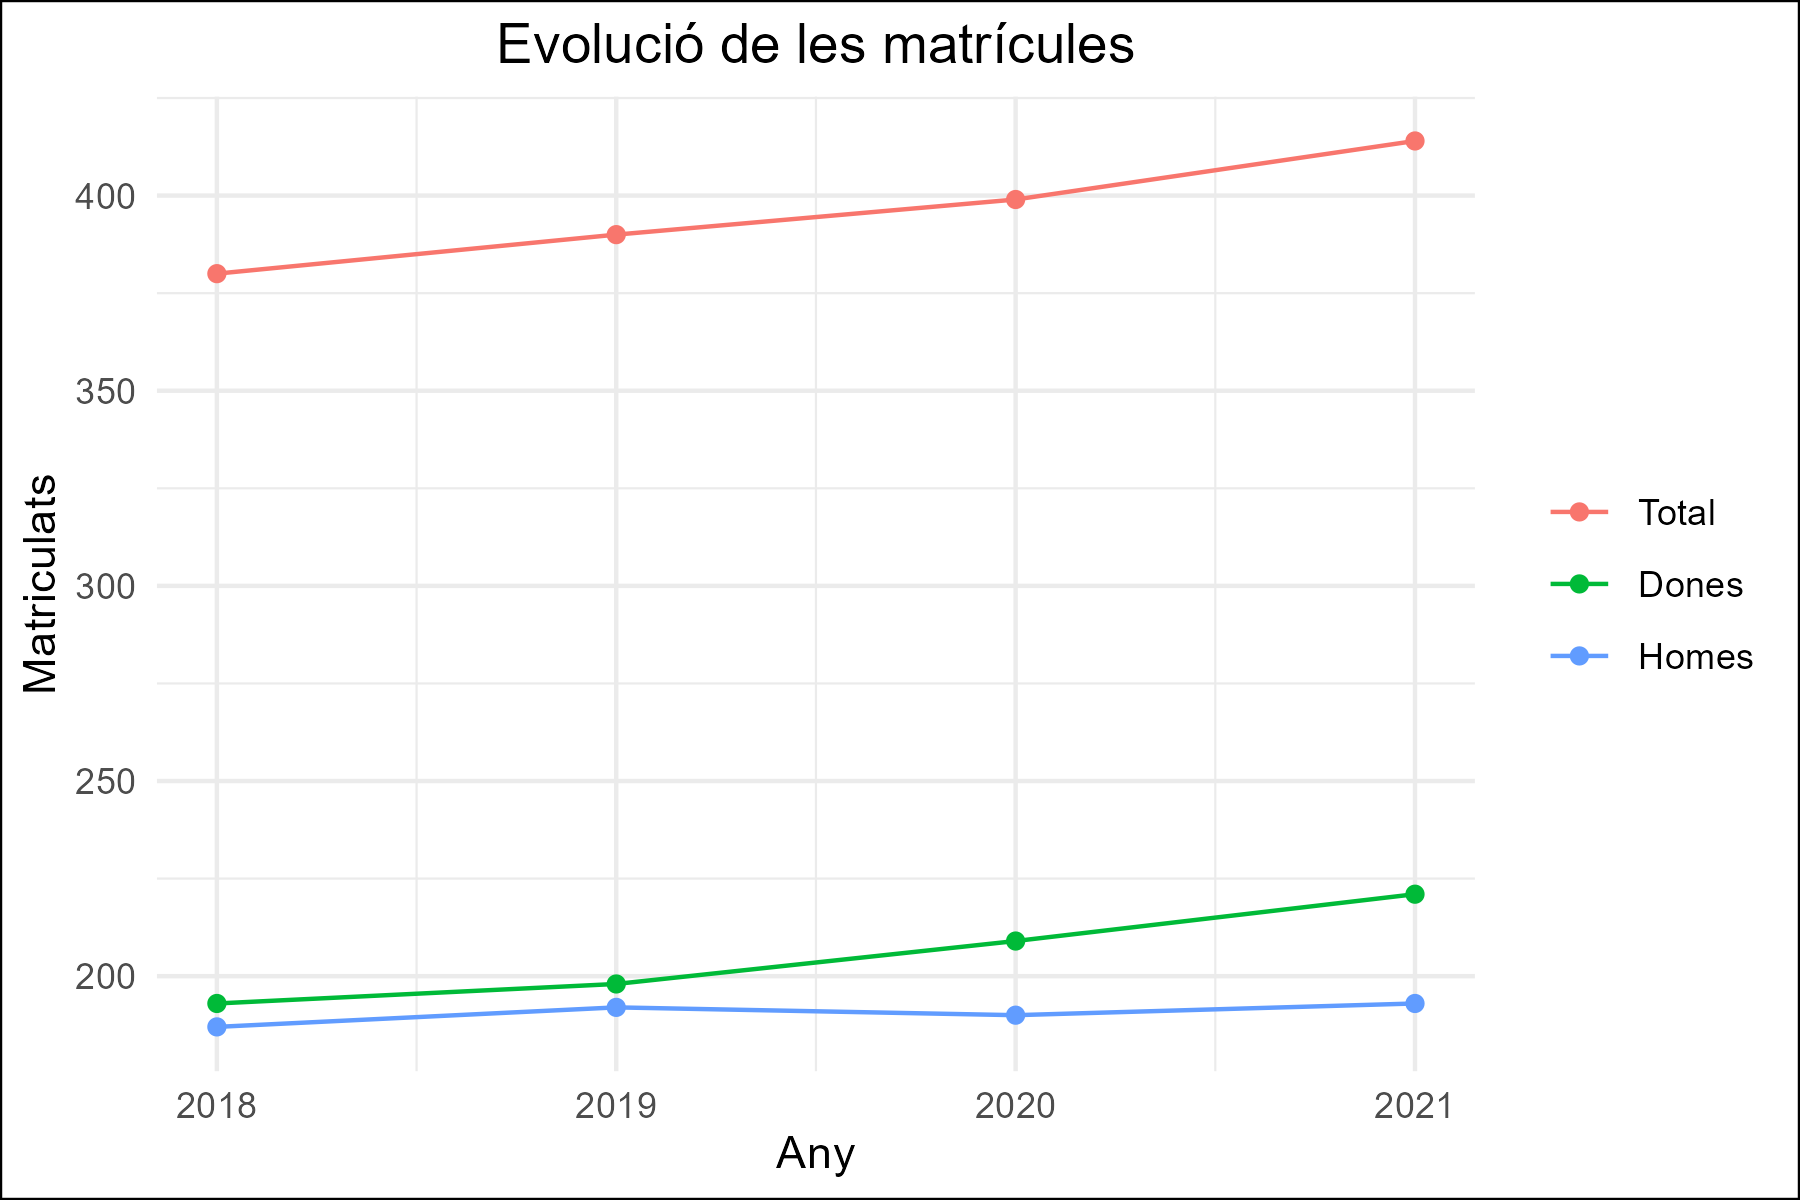 Evolució de les matrícules
Matriculats
400
350
300
250
200
2018 2019 2020 2021
Any
Total
Dones
Homes